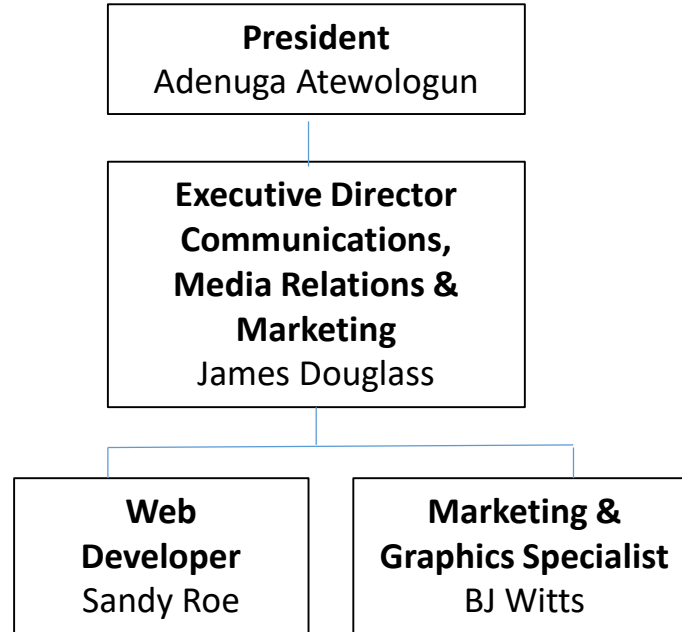 President
Adenuga Atewologun
Executive Director
Communications,
Media Relations &
Marketing
James Douglass
Web
Developer
Sandy Roe
Marketing &
Graphics Specialist
BJ Witts